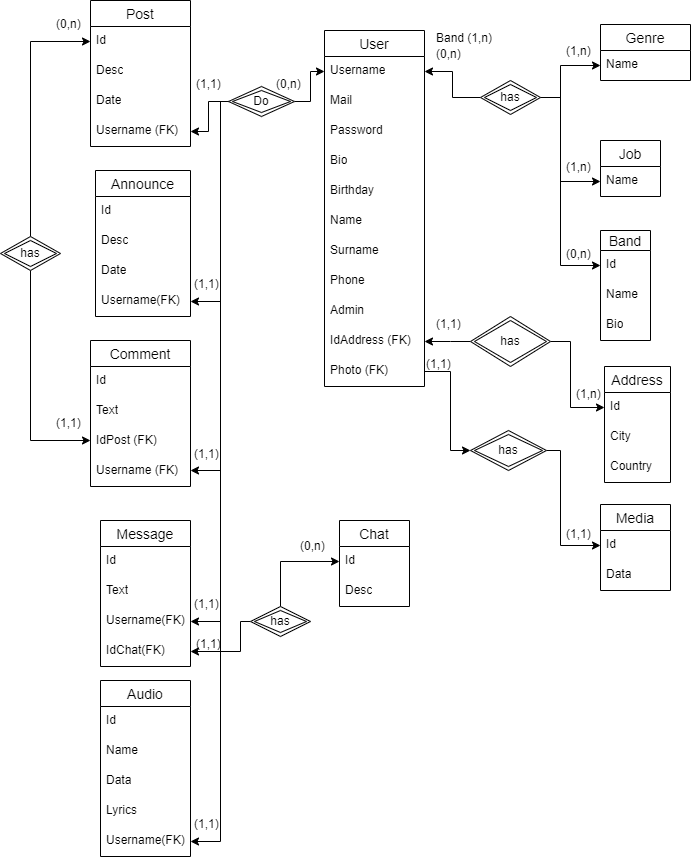 Post
Id
Desc
Date
Username (FK)
(0,n)
(1,1)
Do
(0,n)
Announce
Id
Desc
Date
Username(FK)
(1,1)
has
Comment
Id
Text
IdPost (FK)
Username (FK)
(1,1)
(1,1)
Message
Id
Text
Username(FK)
IdChat(FK)
(1,1)
(1,1)
has
(0,n)
Chat
Id
Desc
Audio
Id
Name
Data
Lyrics
Username(FK)
(1,1)
User
Username
Mail
Password
Bio
Birthday
Name
Surname
Phone
Admin
IdAddress (FK)
Photo (FK)
Band (1,n)
(0,n)
has
(1,n)
Genre
Name
(1,n)
Job
Name
(0,n)
Band
Id
Name
Bio
(1,1)
has
(1,n)
Address
Id
City
Country
(1,1)
has
(1,1)
Media
Id
Data